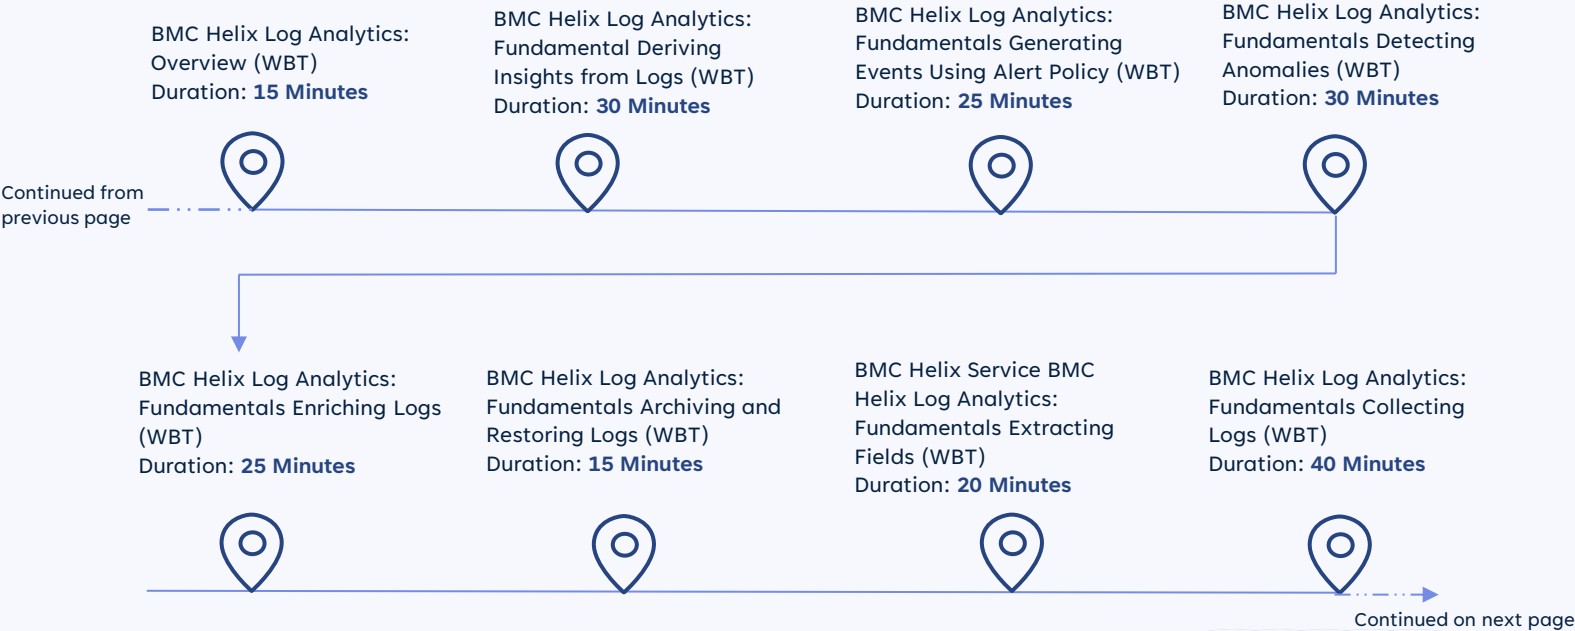 BMC Helix Log Analytics:
Overview (WBT)
Duration: 15 Minutes
BMC Helix Log Analytics:
Fundamental Deriving
Insights from Logs (WBT)
Duration: 30 Minutes
BMC Helix Log Analytics:
Fundamentals Generating
Events Using Alert Policy (WBT)
Duration: 25 Minutes
BMC Helix Log Analytics:
Fundamentals Detecting
Anomalies (WBT)
Duration: 30 Minutes
Continued from
previous page
BMC Helix Log Analytics:
Fundamentals Enriching Logs
(WBT)
Duration: 25 Minutes
BMC Helix Log Analytics:
Fundamentals Archiving and
Restoring Logs (WBT)
Duration: 15 Minutes
BMC Helix Service BMC
Helix Log Analytics:
Fundamentals Extracting
Fields (WBT)
Duration: 20 Minutes
BMC Helix Log Analytics:
Fundamentals Collecting
Logs (WBT)
Duration: 40 Minutes
Continued on next page